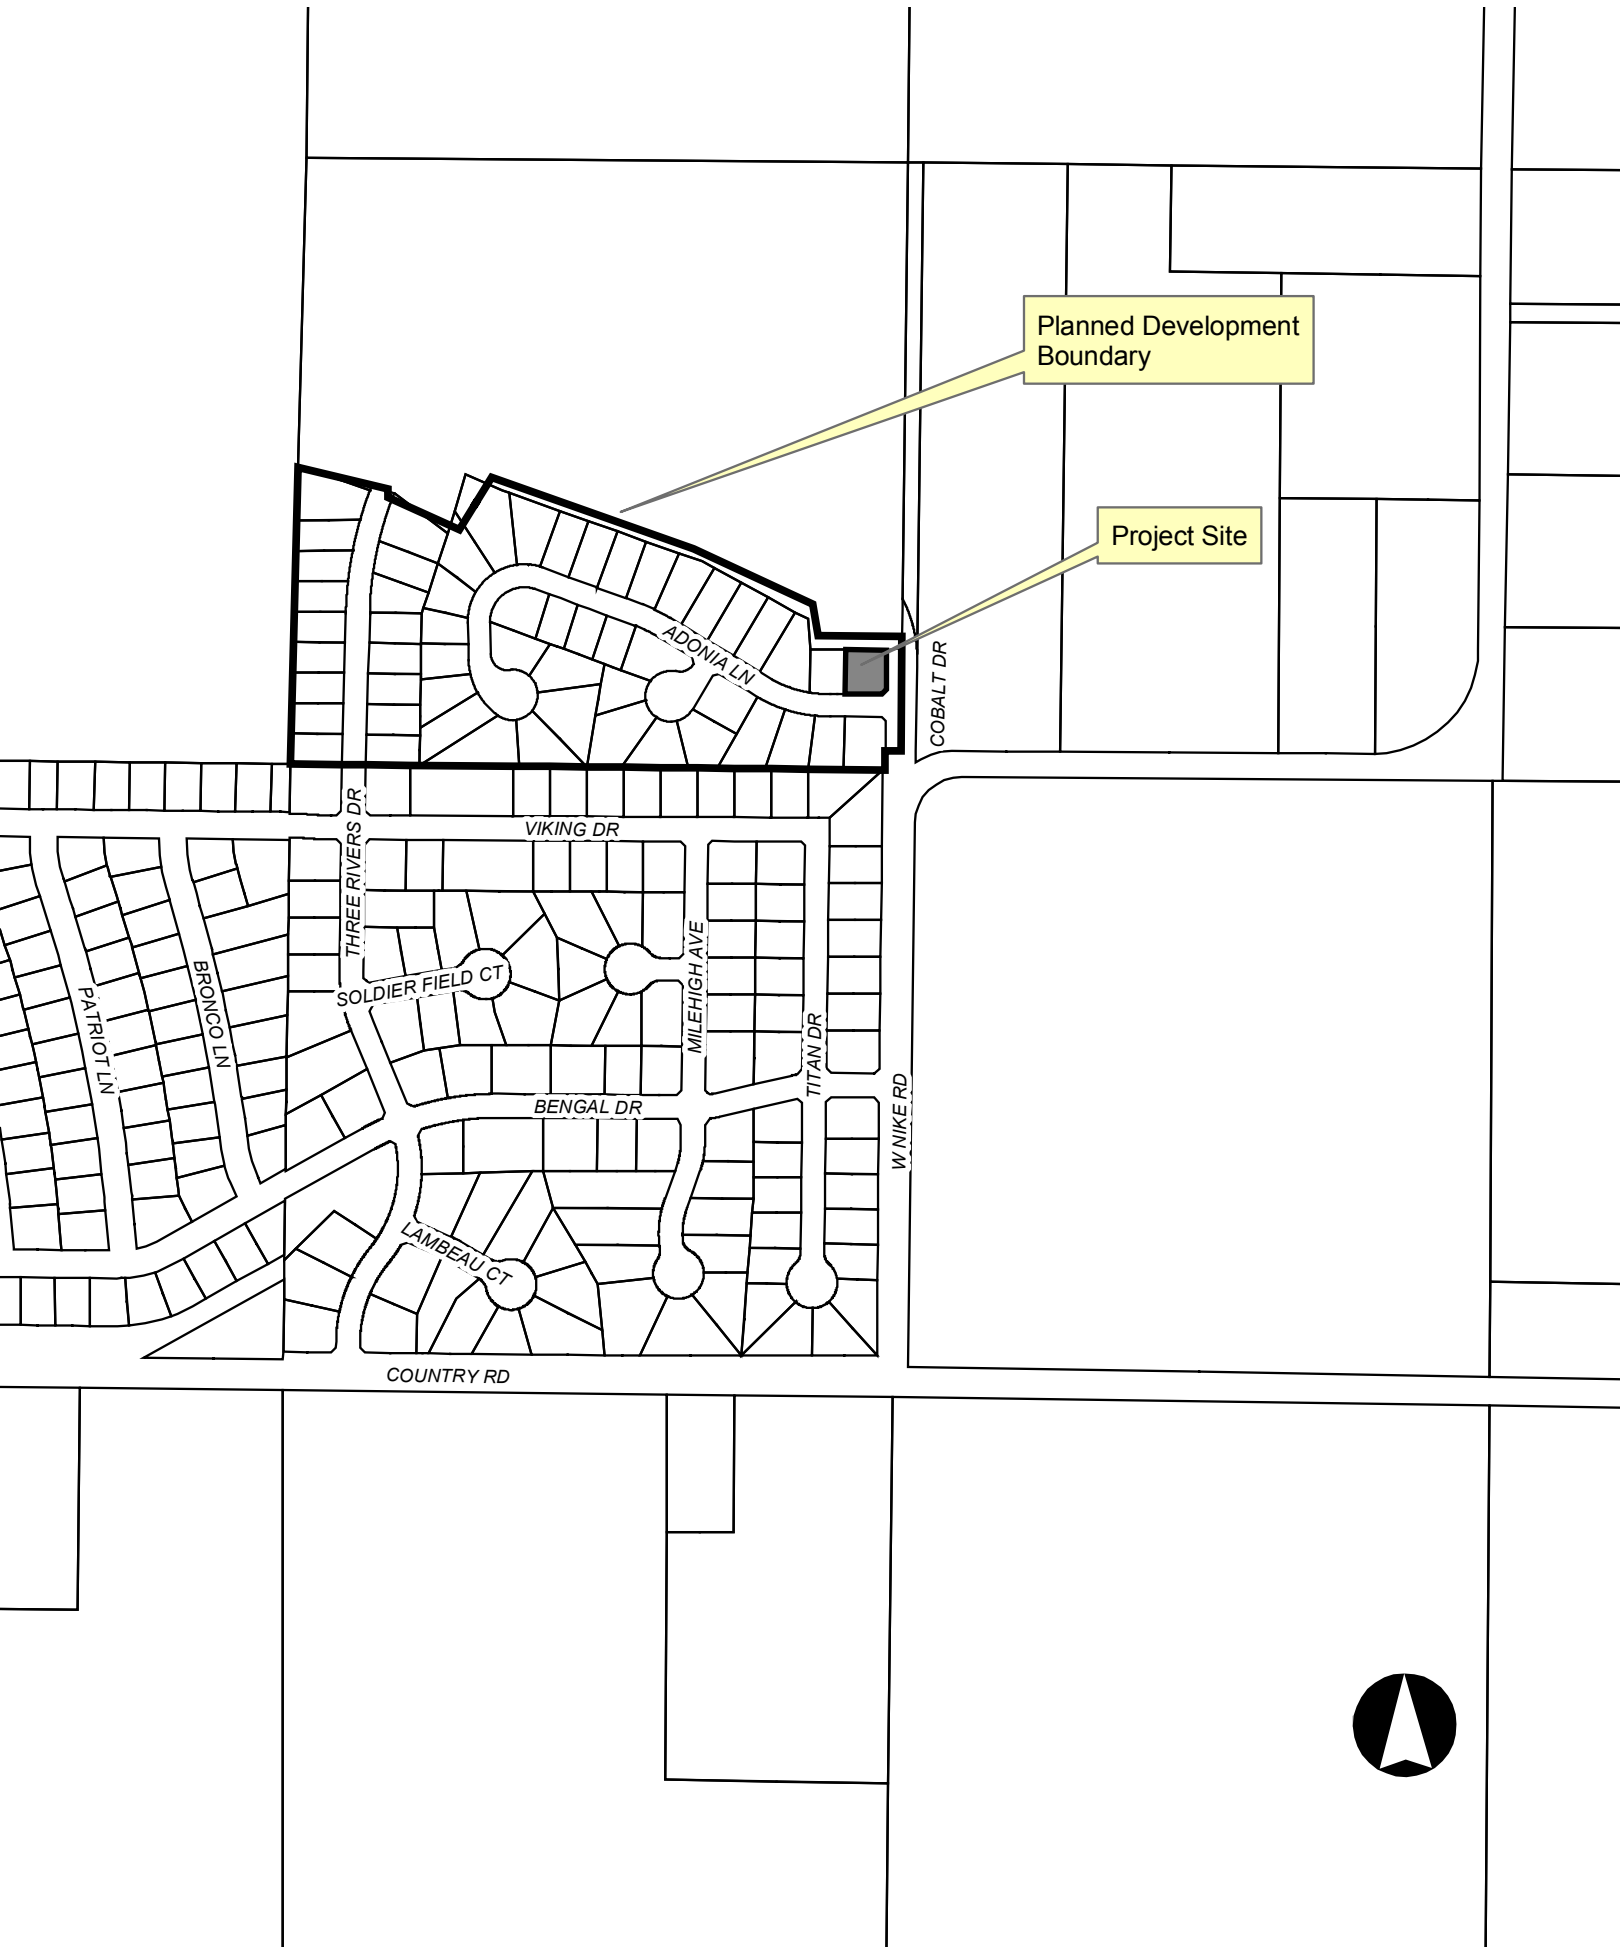 Planned Development
Boundary
Project Site
ADONIA LN
COBALT DR
THREE RIVERS DR
VIKING DR
MILEHIGH AVE
SOLDIER FIELD CT
BRONCO LN
PATRIOT LN
TITAN DR
BENGAL DR
W NIKE RD
LAMBEAU CT
COUNTRY RD